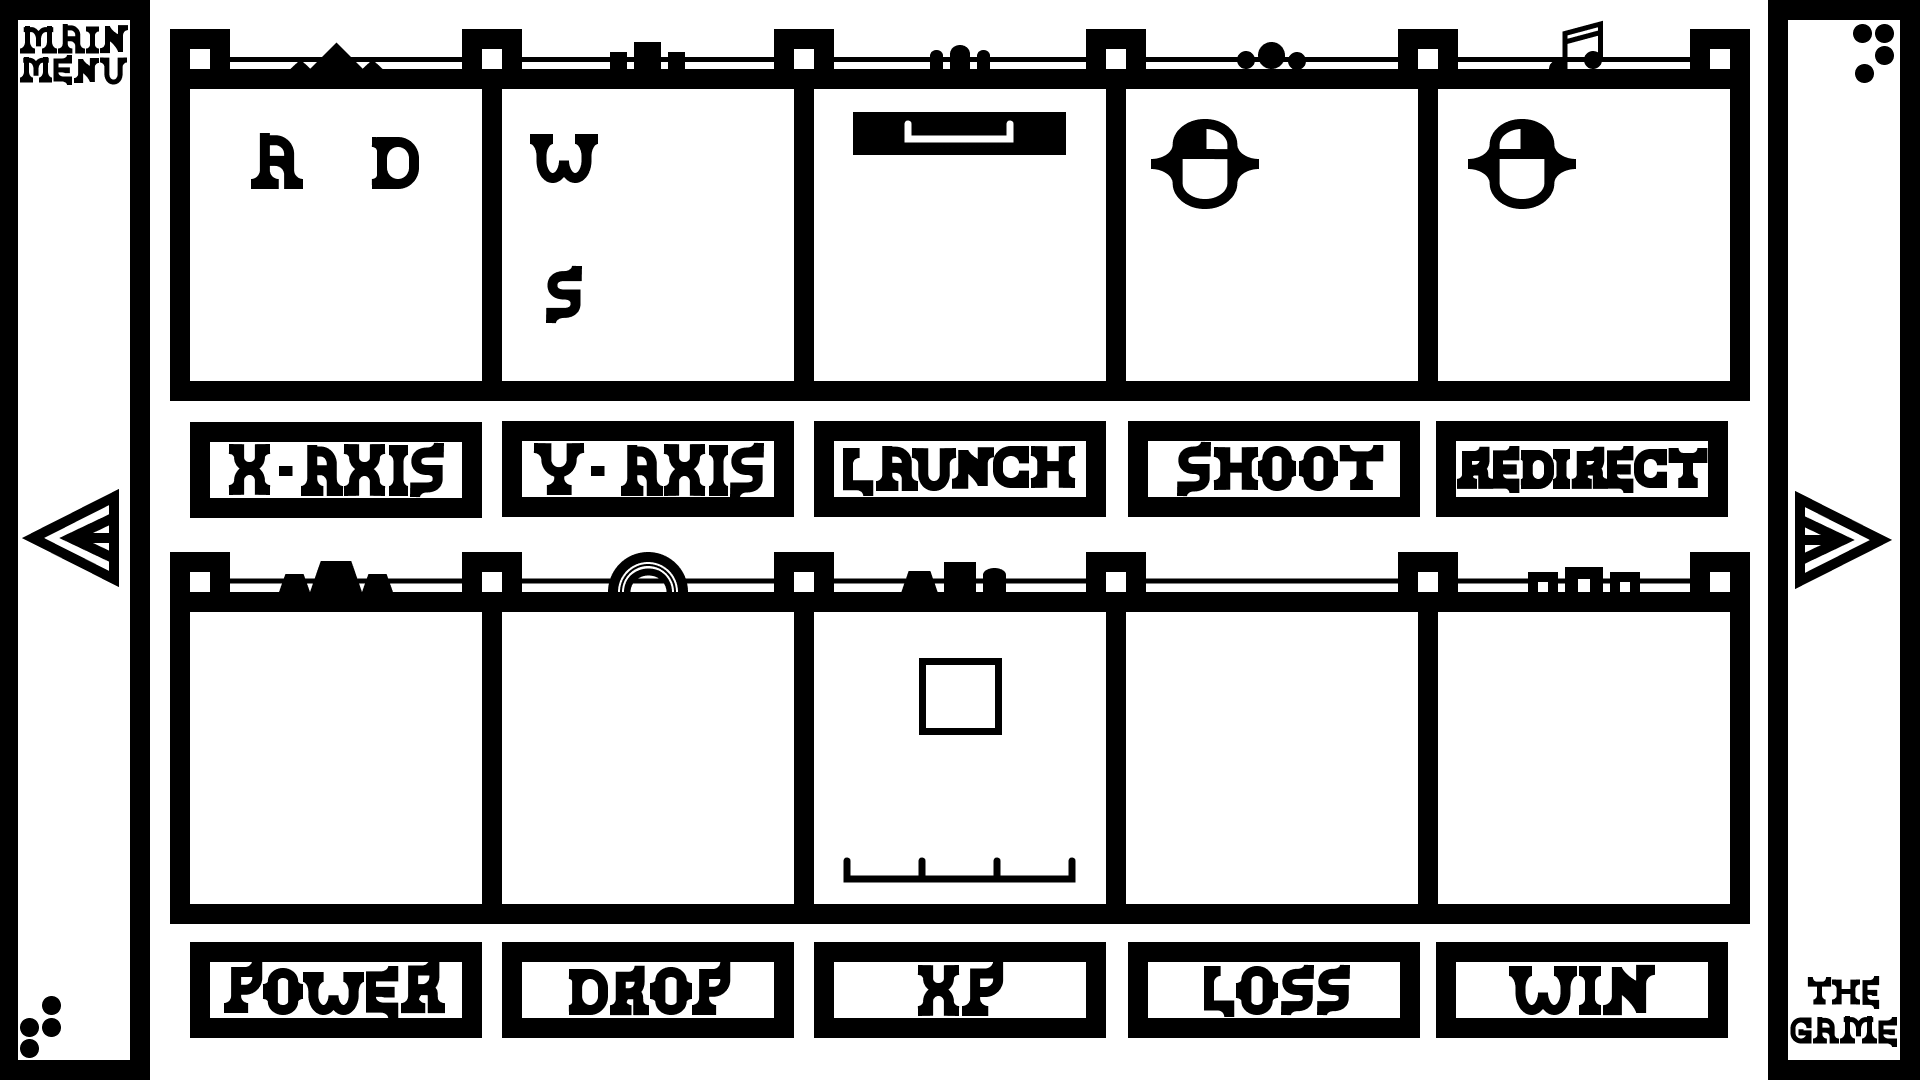 MAIN
MENU
A D
W
S
X-AXIS
Y-AXIS
LAUNCH
SHOOT
REDIRECT
POWER
DROP
XP
LOSS
WIN
THE
GAME